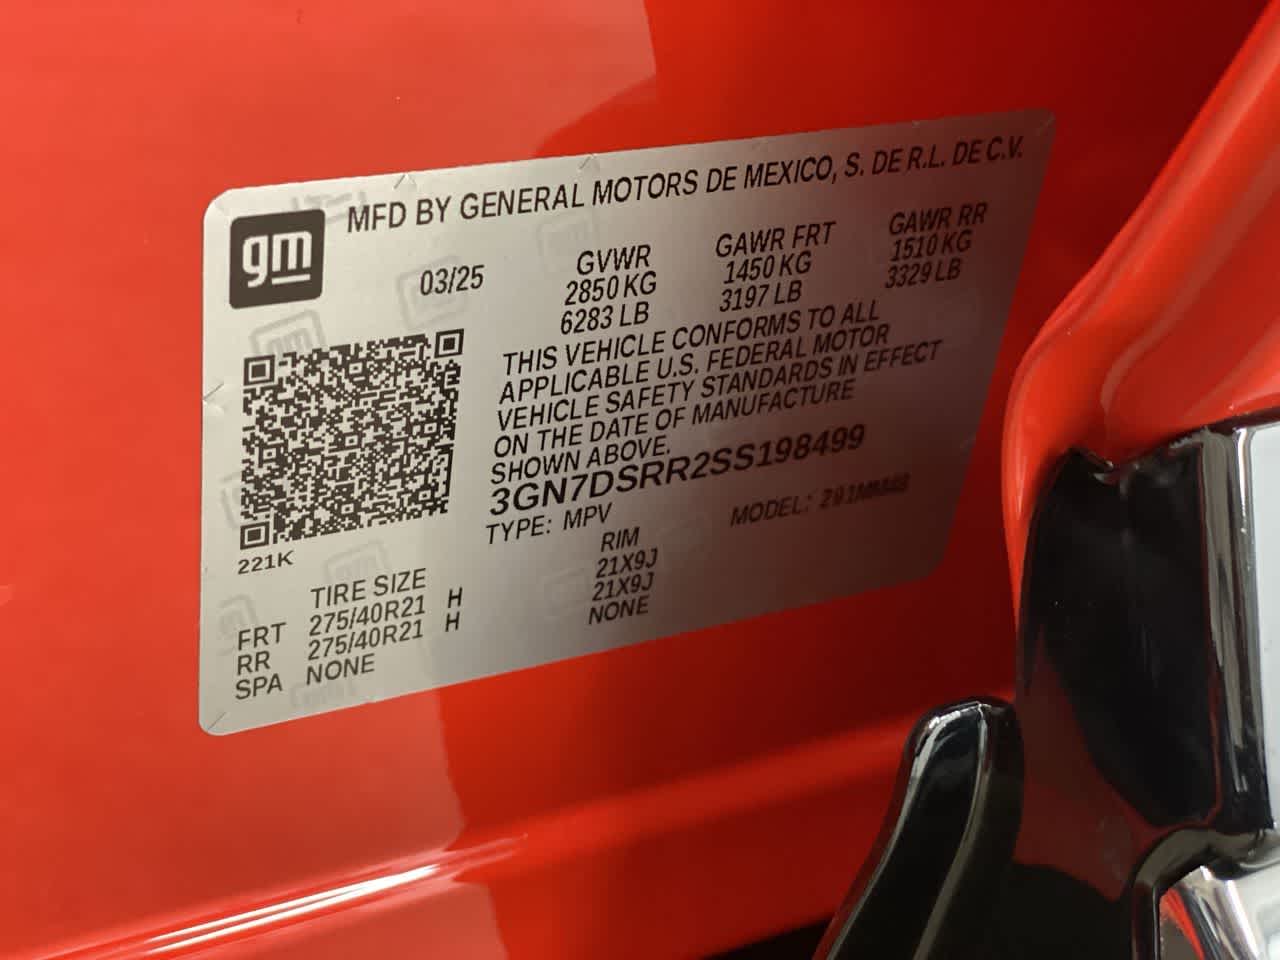 gm
MFD BY GENERAL MOTORS DE MEXICO, S. DE R.L. DE C.V.
03/25
GVWR
2850 KG
6283 LB
GAWR FRT
1450 KG
3197 LB
GAWR RR
1510 KG
3329 LB
THIS VEHICLE CONFORMS TO ALL
APPLICABLE U.S. FEDERAL MOTOR
VEHICLE SAFETY STANDARDS IN EFFECT
ON THE DATE OF MANUFACTURE
SHOWN ABOVE.
3GN7DSRR2SS198499
TYPE: MPV
MODEL:
221K
TIRE SIZE
RIM
FRT 275/40R21 H 21X9J
RR 275/40R21 H 21X9J
SPA NONE NONE